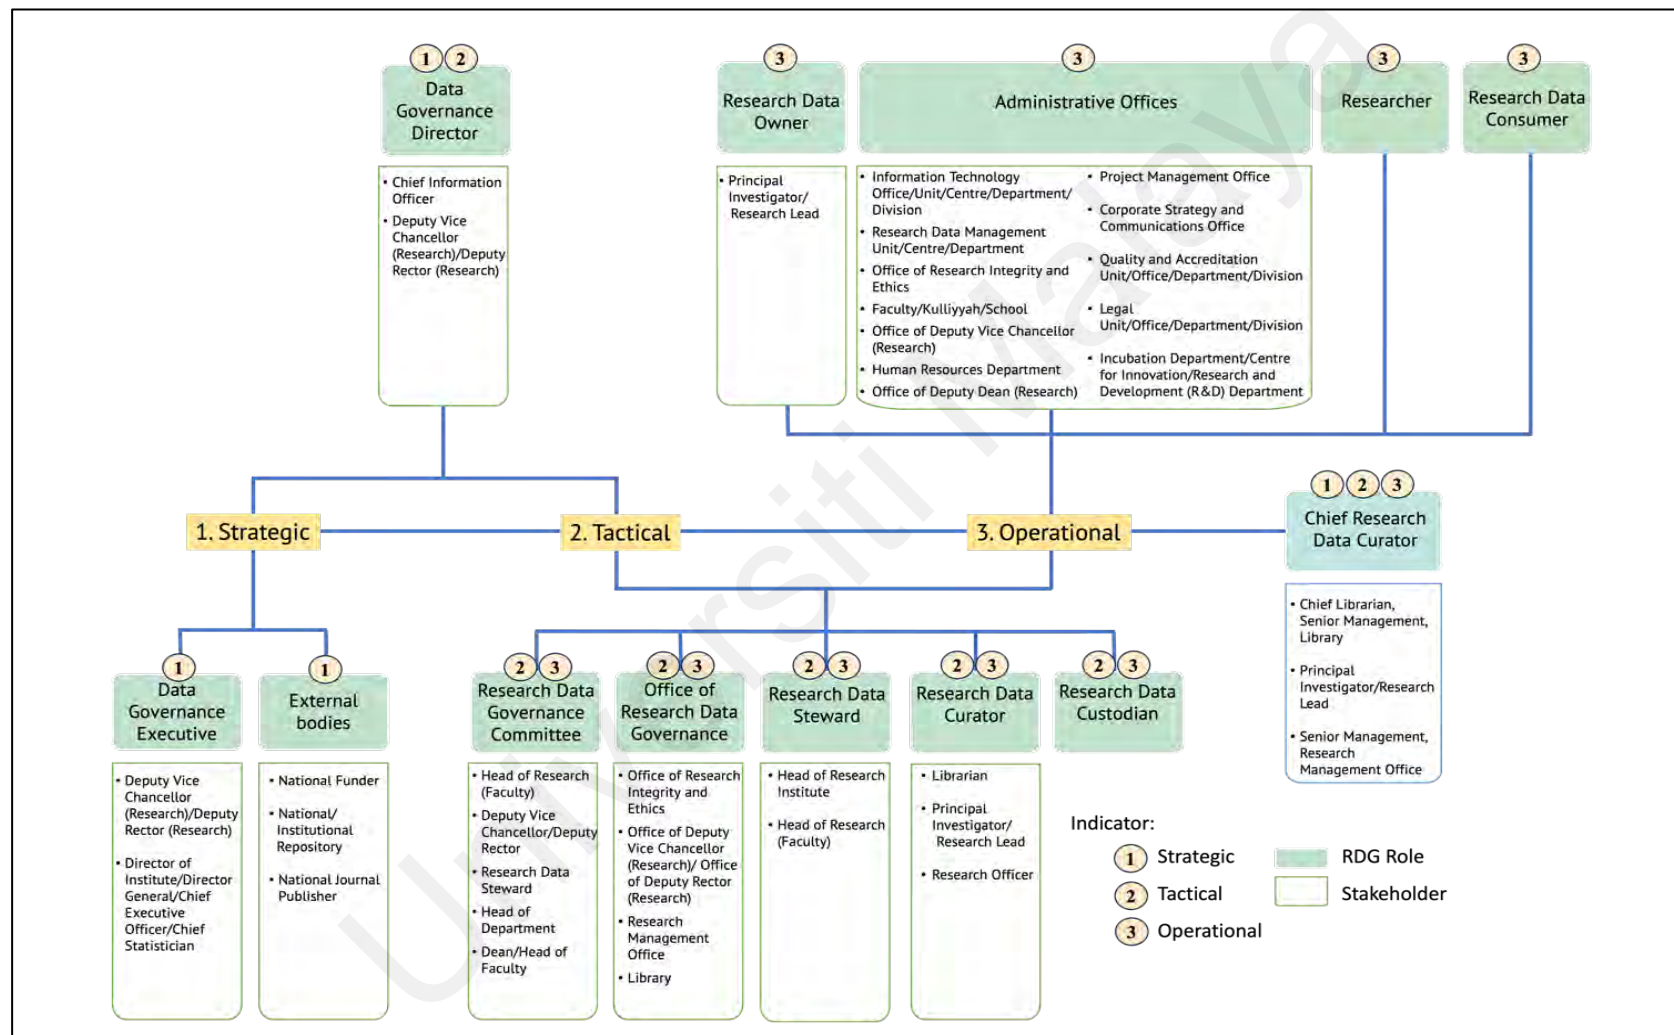 1 2
Data
Governance
Director
• Chief Information
Officer
• Deputy Vice
Chancellor
(Research)/Deputy
Rector (Research)
3
Research Data
Owner
• Principal
Investigator/
Research Lead
3
Administrative Offices
• Information Technology
Office/Unit/Centre/Department/
Division
• Research Data Management
Unit/Centre/Department
• Office of Research Integrity and
Ethics
• Faculty/Kulliyyah/School
• Office of Deputy Vice Chancellor
(Research)
• Human Resources Department
• Office of Deputy Dean (Research)
• Project Management Office
• Corporate Strategy and
Communications Office
• Quality and Accreditation
Unit/Office/Department/Division
• Legal
Unit/Office/Department/Division
• Incubation Department/Centre
for Innovation/Research and
Development (R&D) Department
3
Researcher
3
Research Data
Consumer
1. Strategic
2. Tactical
3. Operational
1 2 3
Chief Research
Data Curator
• Chief Librarian,
Senior Management,
Library
• Principal
Investigator/Research
Lead
• Senior Management,
Research
Management Office
1
Data
Governance
Executive
• Deputy Vice
Chancellor
(Research)/Deputy
Rector (Research)
• Director of
Institute/Director
General/Chief
Executive
Officer/Chief
Statistician
1
External
bodies
• National Funder
• National/
Institutional
Repository
• National Journal
Publisher
2 3
Research Data
Governance
Committee
• Head of Research
(Faculty)
• Deputy Vice
Chancellor/Deputy
Rector
• Research Data
Steward
• Head of
Department
• Dean/Head of
Faculty
2 3
Office of
Research Data
Governance
• Office of Research
Integrity and
Ethics
• Office of Deputy
Vice Chancellor
(Research)/ Office
of Deputy Rector
(Research)
• Research
Management
Office
• Library
2 3
Research Data
Steward
• Head of Research
Institute
• Head of Research
(Faculty)
2 3
Research Data
Curator
• Librarian
• Principal
Investigator/
Research Lead
• Research Officer
2 3
Research Data
Custodian
Indicator:
1 Strategic
2 Tactical
3 Operational
RDG Role
Stakeholder
Universiti Malaya